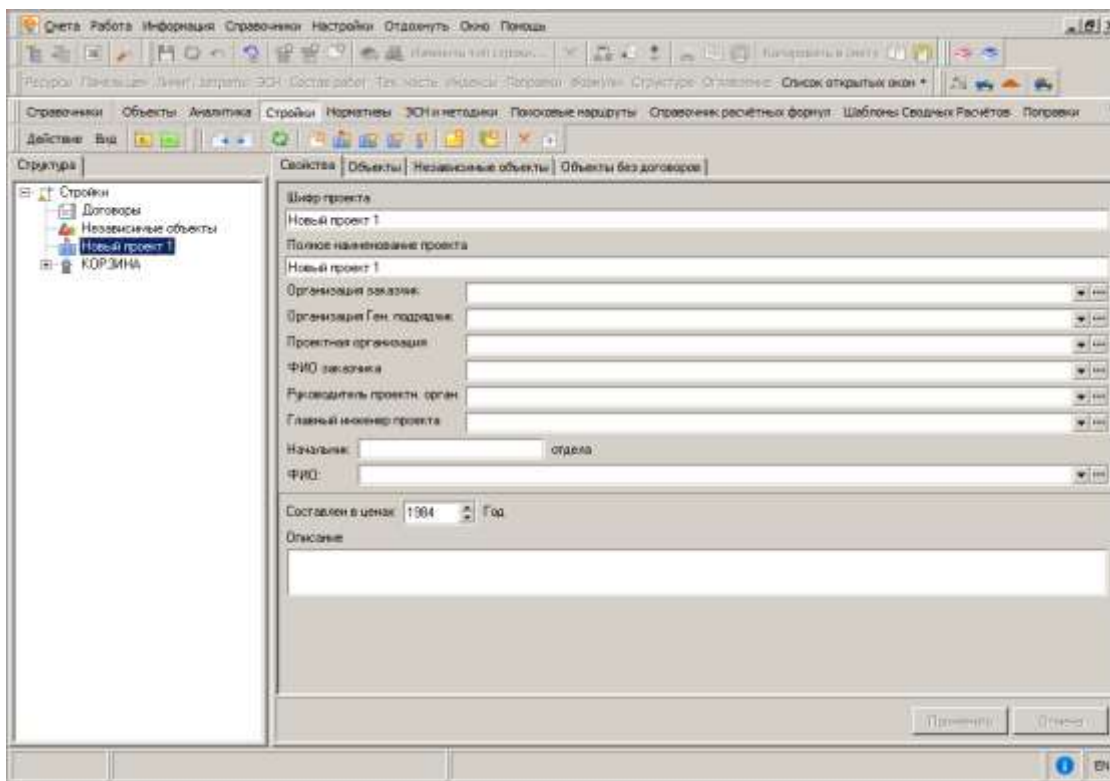 Смета Работа Информация Справочники Настройки Отдохнуть Окно Помощь
Список открытых окон
Справочники Объекты Аналитика Стройки Нормативы ЭСН и методики Поисковые маршруты Справочник расчётных формул Шаблоны Сводных Расчётов Поправки
Действие Вид
Структура
Свойства Объекты Независимые объекты Объекты без договоров
Стройки
Договоры
Независимые объекты
Новый проект 1
КОРЗИНА
Шифр проекта
Новый проект 1
Полное наименование проекта
Новый проект 1
Организация заказчик
Организация Ген. подрядчик
Проектная организация
ФИО заказчика
Руководитель проектн. орган.
Главный инженер проекта
Начальник отдела
ФИО:
Составлен в ценах 1984 Год
Описание
Применить Отмена
EN